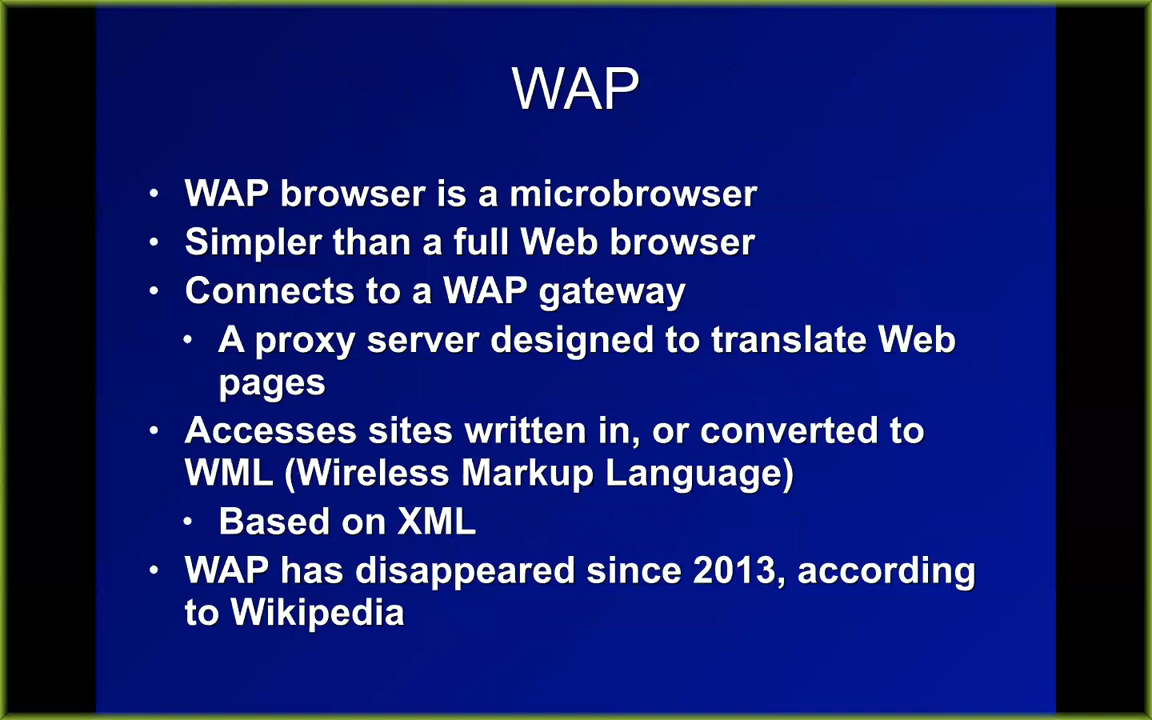 WAP
• WAP browser is a microbrowser
• Simpler than a full Web browser
• Connects to a WAP gateway
• A proxy server designed to translate Web
pages
• Accesses sites written in, or converted to
WML (Wireless Markup Language)
• Based on XML
• WAP has disappeared since 2013, according
to Wikipedia